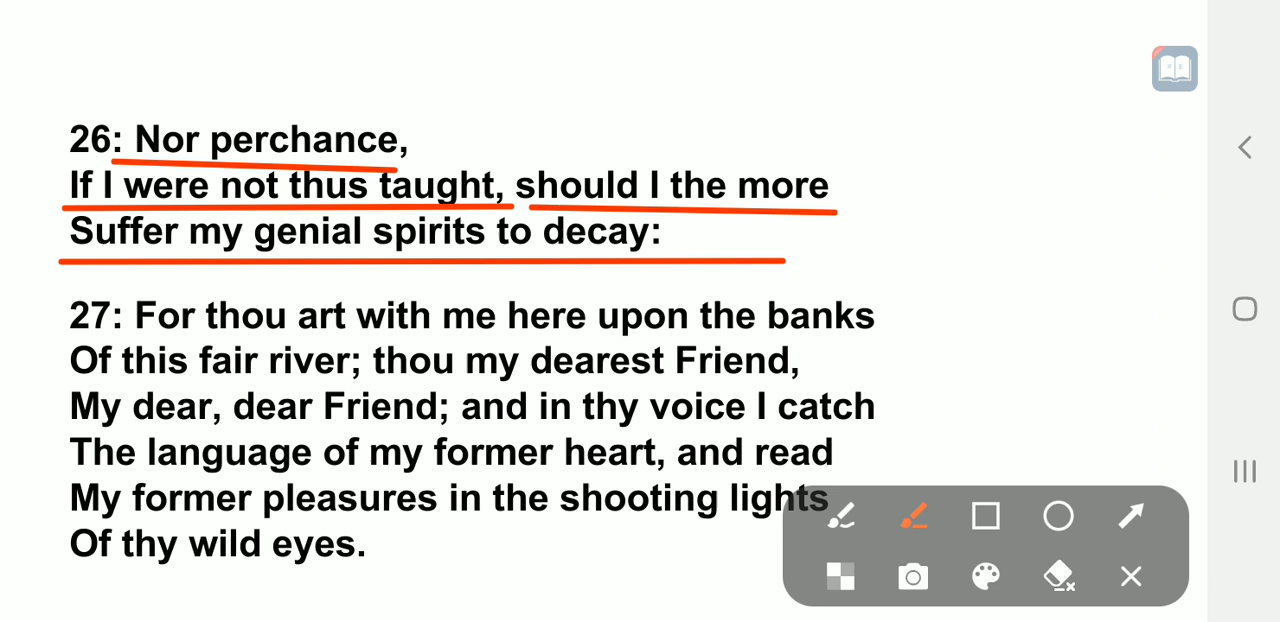 26: Nor perchance,
If I were not thus taught, should I the more
Suffer my genial spirits to decay:
27: For thou art with me here upon the banks
Of this fair river; thou my dearest Friend,
My dear, dear Friend; and in thy voice I catch
The language of my former heart, and read
My former pleasures in the shooting lights
Of thy wild eyes.